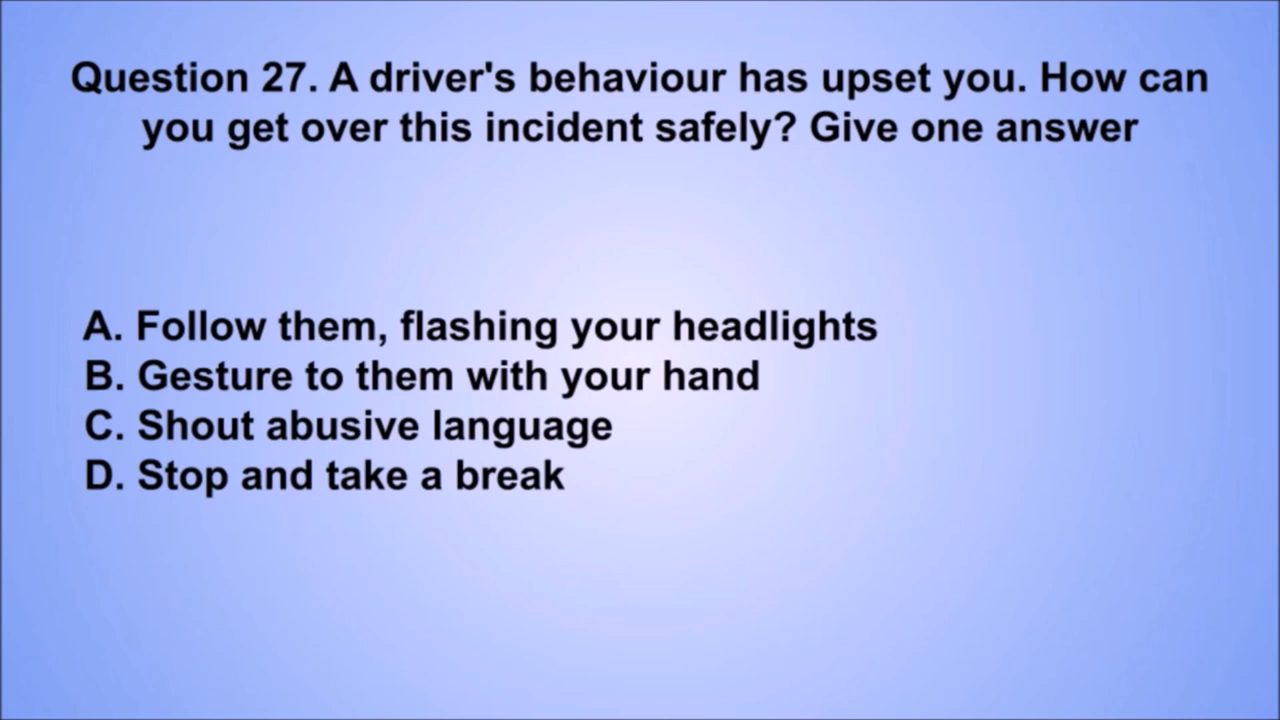 Question 27. A driver's behaviour has upset you. How can
you get over this incident safely? Give one answer
A. Follow them, flashing your headlights
B. Gesture to them with your hand
C. Shout abusive language
D. Stop and take a break